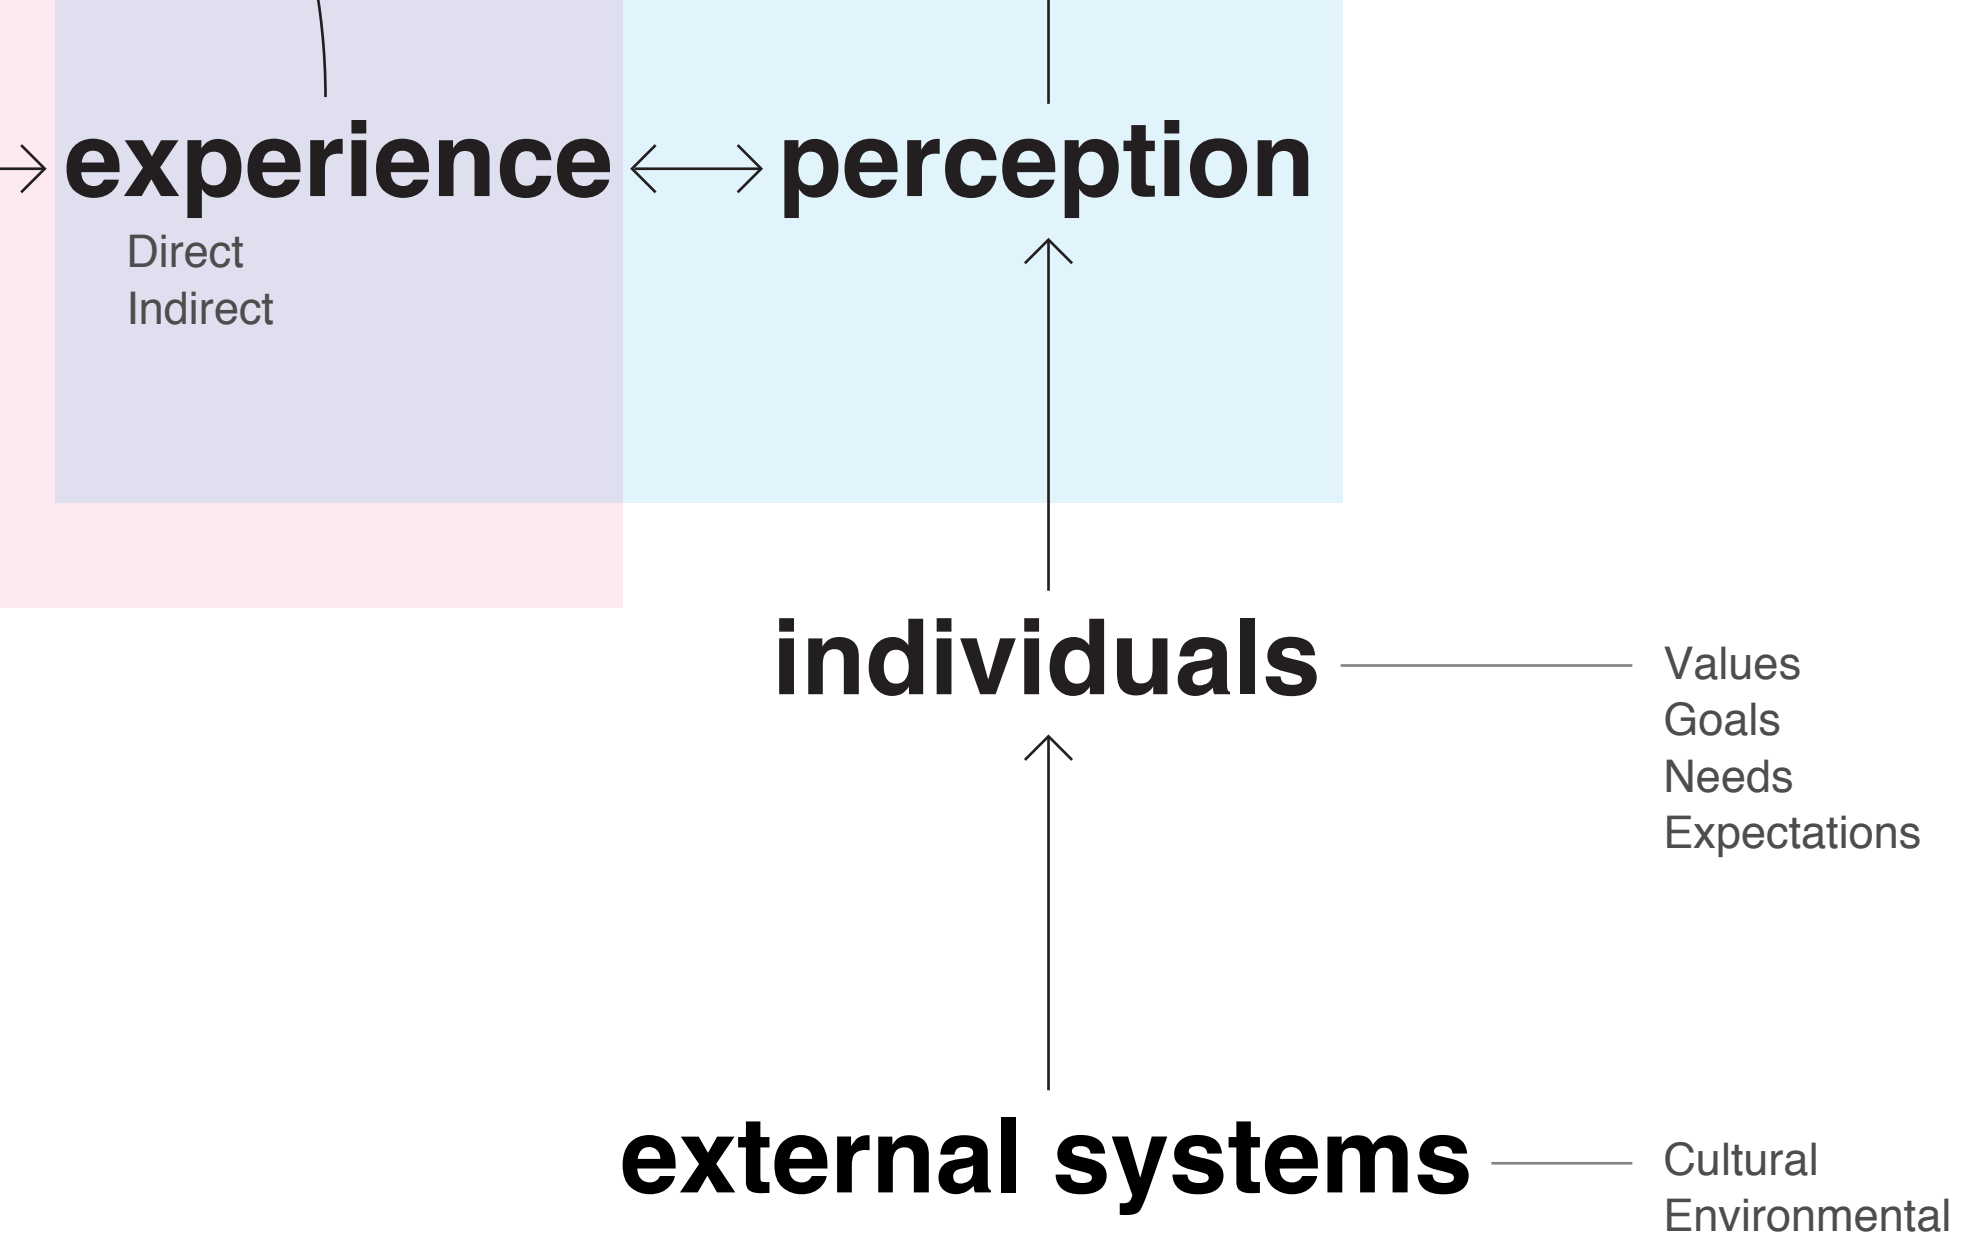 experience
perception
Direct
Indirect
individuals
Values
Goals
Needs
Expectations
external systems
Cultural
Environmental